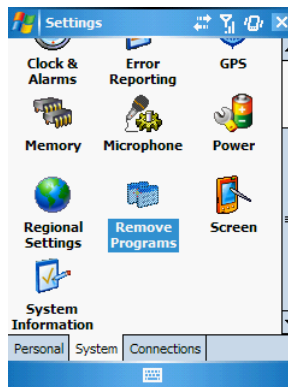 Settings
Clock & Error GPS
Alarms Reporting
Memory Microphone Power
Regional Remove Screen
Settings Programs
System
Information
Personal System Connections